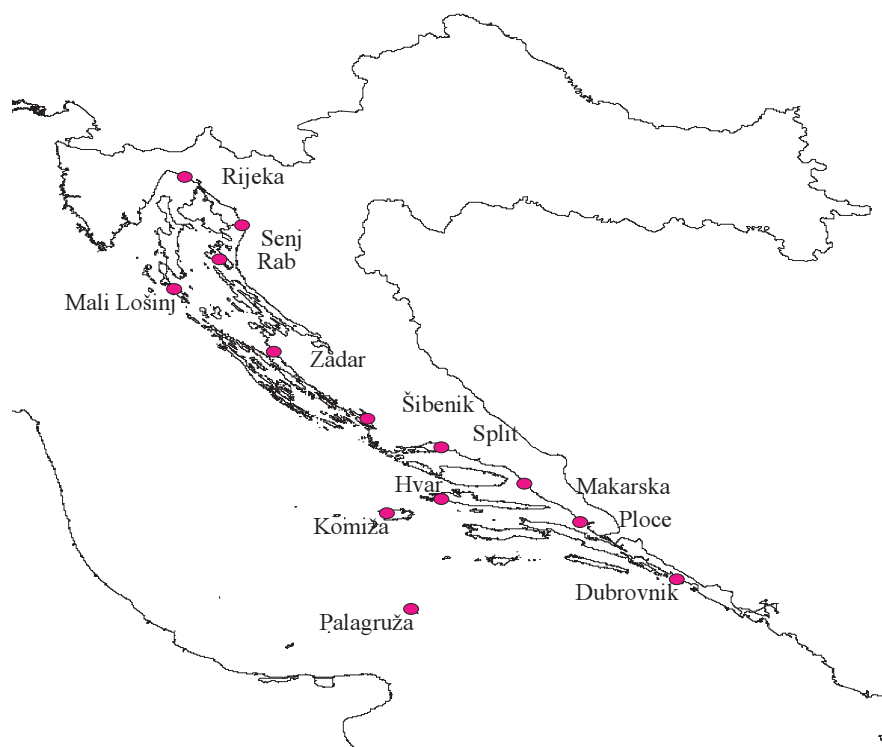 Rijeka
Senj
Rab
Mali Lošinj
Zadar
Šibenik
Split
Hvar
Makarska
Ploce
Komiža
Dubrovnik
Palagruža